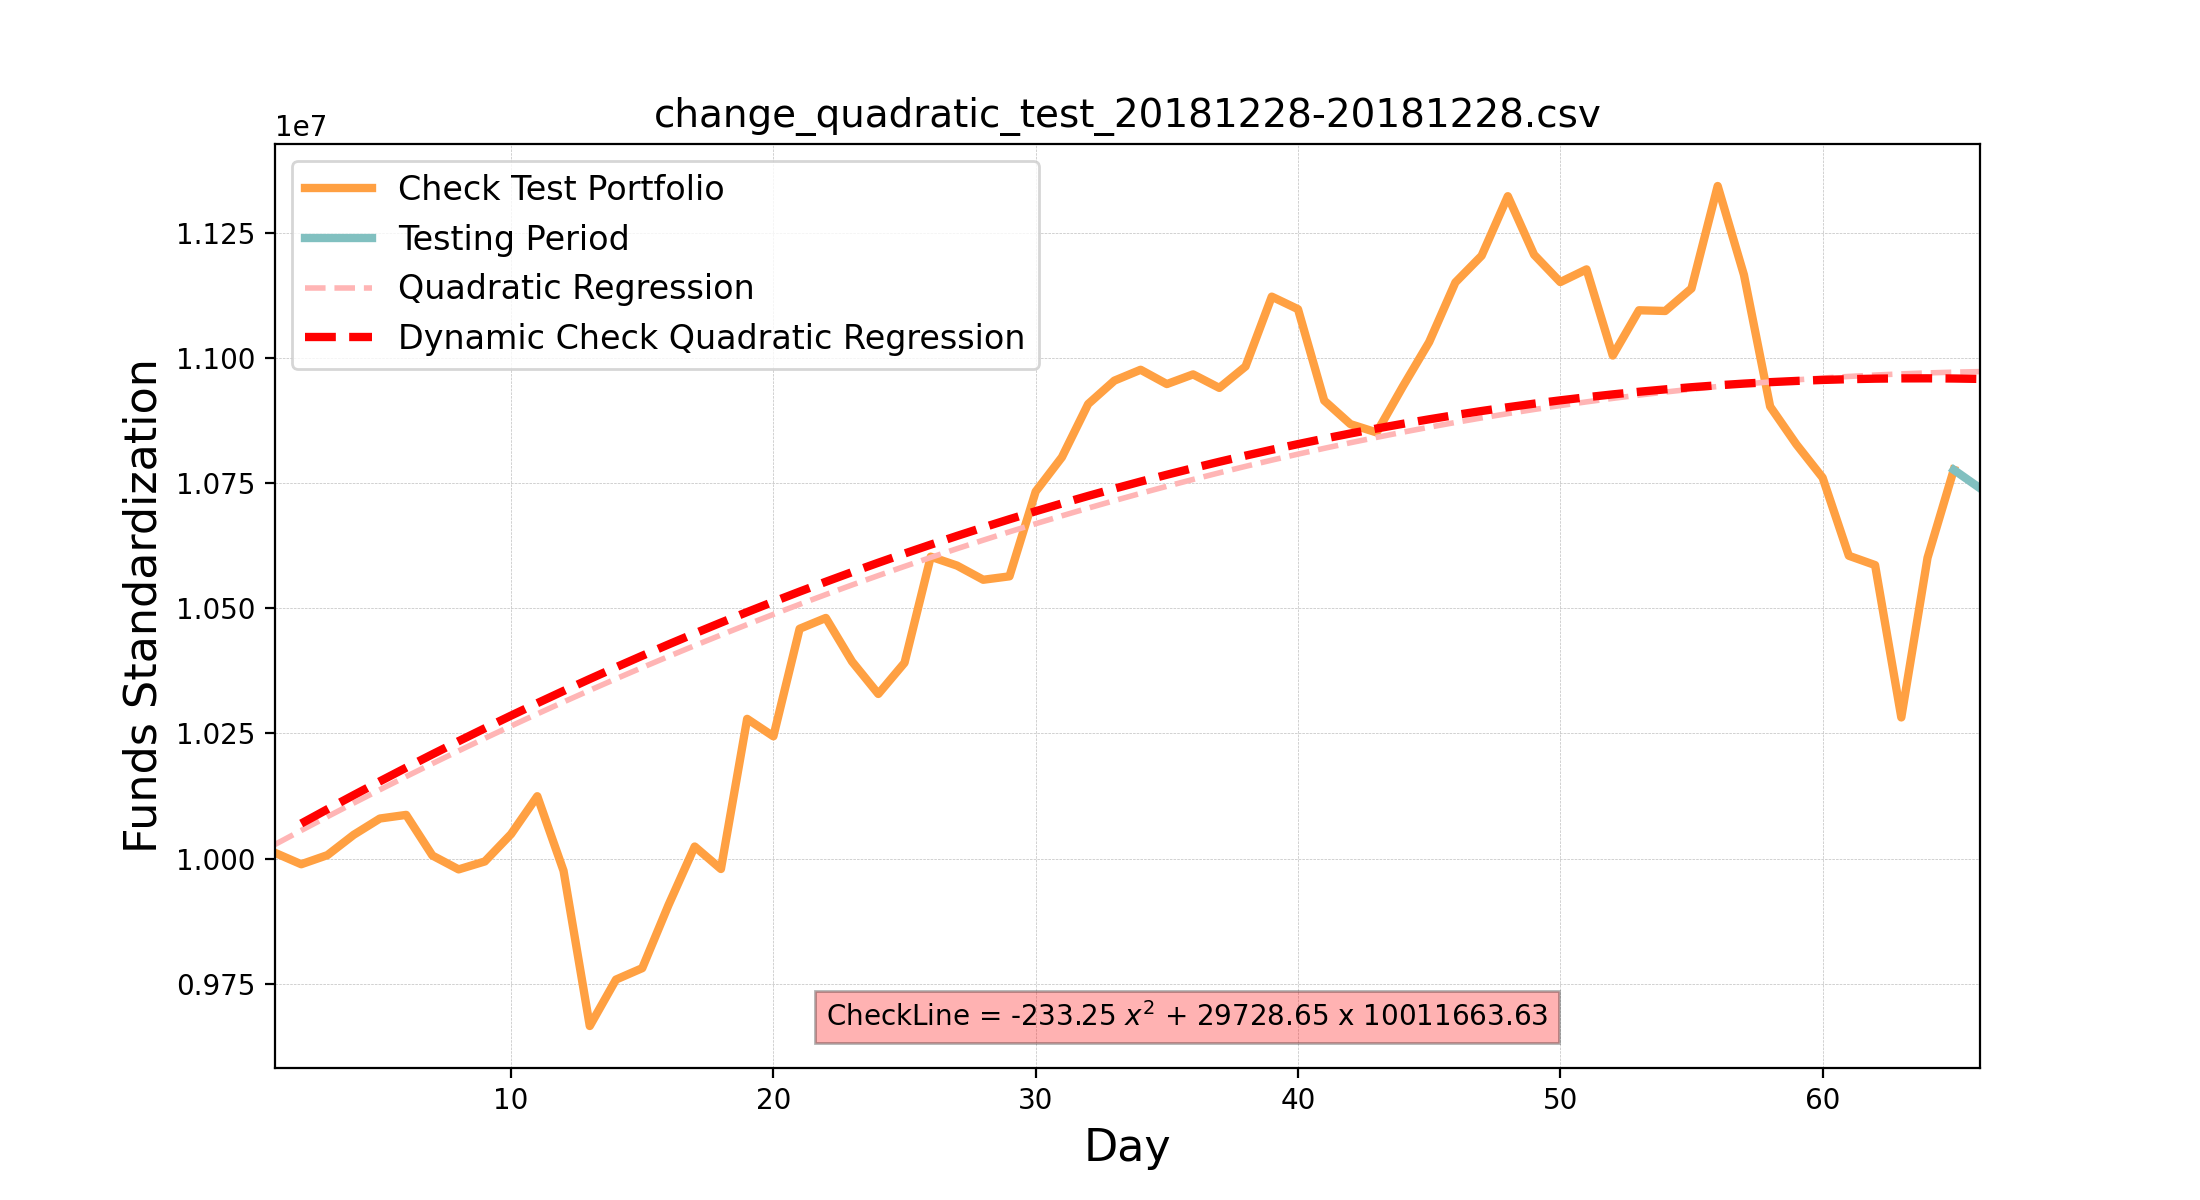 change_quadratic_test_20181228-20181228.csv
1e7
Check Test Portfolio
Testing Period
Quadratic Regression
Dynamic Check Quadratic Regression
Funds Standardization
1.125
1.100
1.075
1.050
1.025
1.000
0.975
CheckLine = -233.25 x² + 29728.65 x 10011663.63
10 20 30 40 50 60
Day